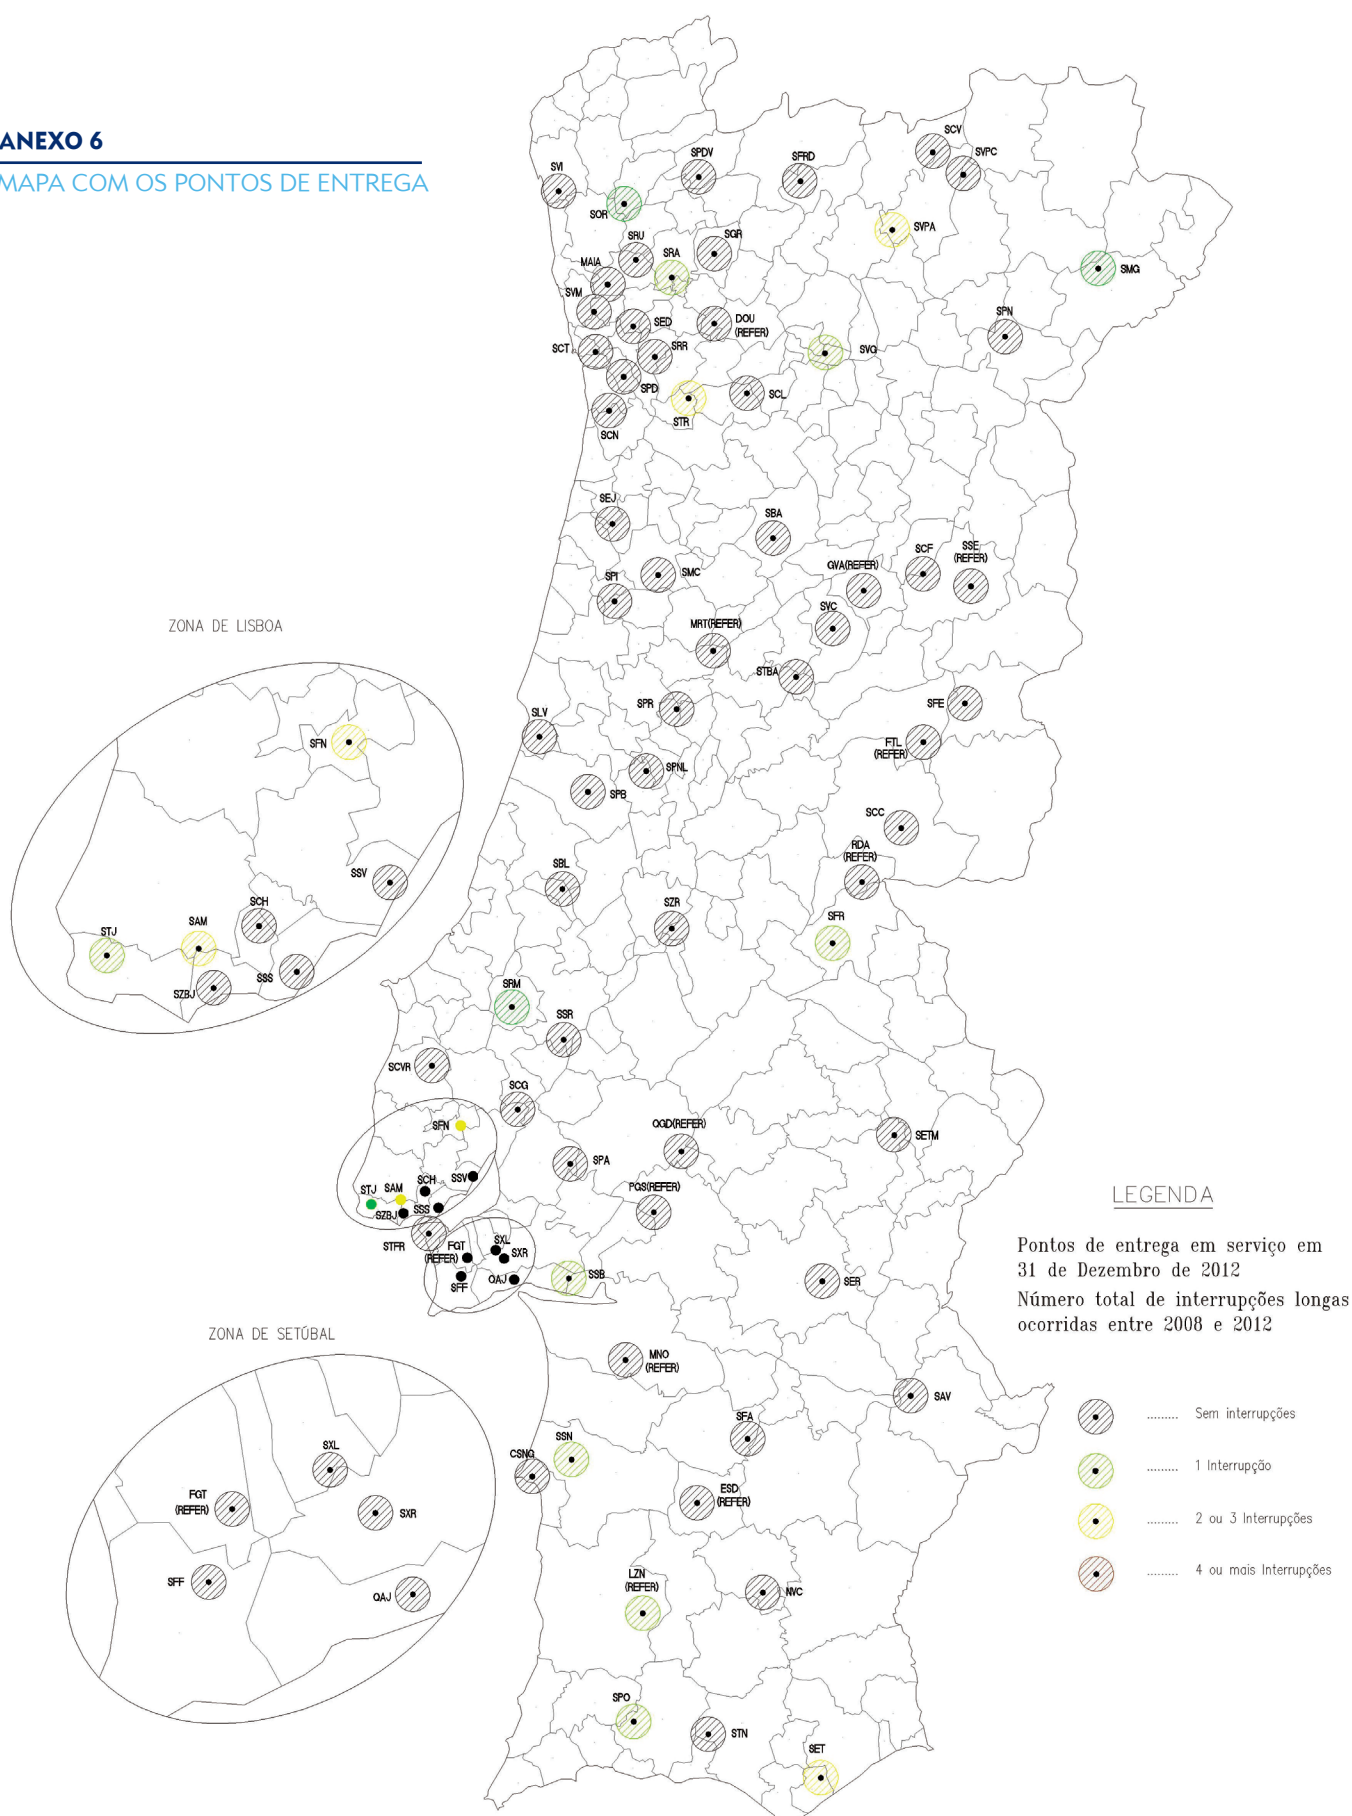 ANEXO 6
MAPA COM OS PONTOS DE ENTREGA
SCV
SVPC
SPDV
SFRD
SVI
SOR
SVPA
SRU
SGR
SRA
MAIA
SMG
SVM
SED
DOU
(REFER)
SPN
SCT
SRR
SVG
SPD
SCL
STR
SCN
SEJ
SBA
SCF
SSE
(REFER)
GVA(REFER)
SMC
SPI
SVC
MRT(REFER)
STBA
SPR
SFE
SLV
FTL
(REFER)
SPNL
SPB
SCC
RDA
(REFER)
SBL
SZR
SFR
SRM
SSR
SCVR
SCG
SFN
OGD(REFER)
SETM
SPA
SCH
SSV
STJ
SAM
SZBJ
SSS
PGS(REFER)
STFR
FGT
(REFER)
SXL
SXR
SFF
QAJ
SSB
SER
MNO
(REFER)
SAV
SFA
SSN
CSNG
ESD
(REFER)
LZN
(REFER)
NVC
SPO
STN
SET
ZONA DE LISBOA
SFN
SSV
SCH
SAM
STJ
SSS
SZBJ
ZONA DE SETÚBAL
SXL
FGT
(REFER)
SXR
SFF
QAJ
LEGENDA
Pontos de entrega em serviço em
31 de Dezembro de 2012
Número total de interrupções longas
ocorridas entre 2008 e 2012
......... Sem interrupções
......... 1 Interrupção
......... 2 ou 3 Interrupções
......... 4 ou mais Interrupções